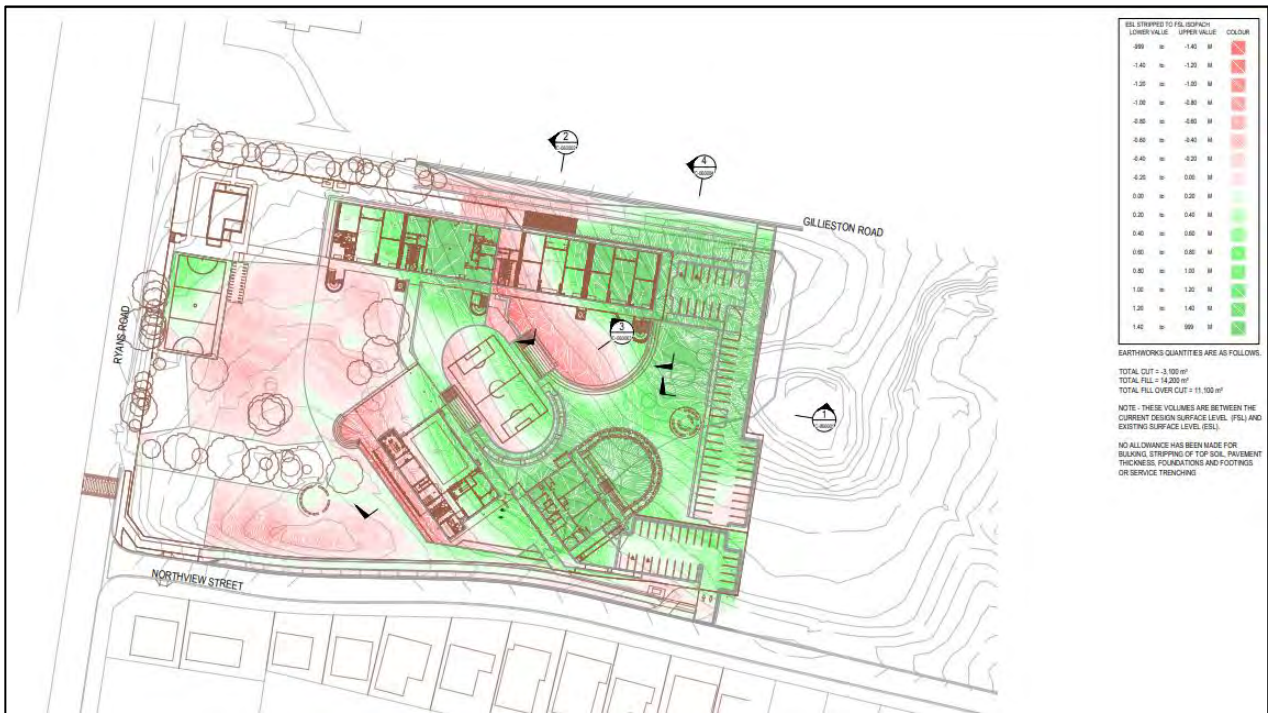 ESL STRIPPED TO FSL ISOPACH
LOWER VALUE UPPER VALUE COLOUR
-999 to -1.40 M
-1.40 to -1.20 M
-1.20 to -1.00 M
-1.00 to -0.80 M
-0.80 to -0.60 M
-0.60 to -0.40 M
-0.40 to -0.20 M
-0.20 to 0.00 M
0.00 to 0.20 M
0.20 to 0.40 M
0.40 to 0.60 M
0.60 to 0.80 M
0.80 to 1.00 M
1.00 to 1.20 M
1.20 to 1.40 M
1.40 to 999 M
EARTHWORKS QUANTITIES ARE AS FOLLOWS.
TOTAL CUT = -3,100 m³
TOTAL FILL = 14,200 m³
TOTAL FILL OVER CUT = 11,100 m³
NOTE - THESE VOLUMES ARE BETWEEN THE
CURRENT DESIGN SURFACE LEVEL (FSL) AND
EXISTING SURFACE LEVEL (ESL).
NO ALLOWANCE HAS BEEN MADE FOR
BULKING, STRIPPING OF TOP SOIL, PAVEMENT
THICKNESS, FOUNDATIONS AND FOOTINGS
OR SERVICE TRENCHING
2
4
GILLIESTON ROAD
RYANS ROAD
3
1
NORTHVIEW STREET